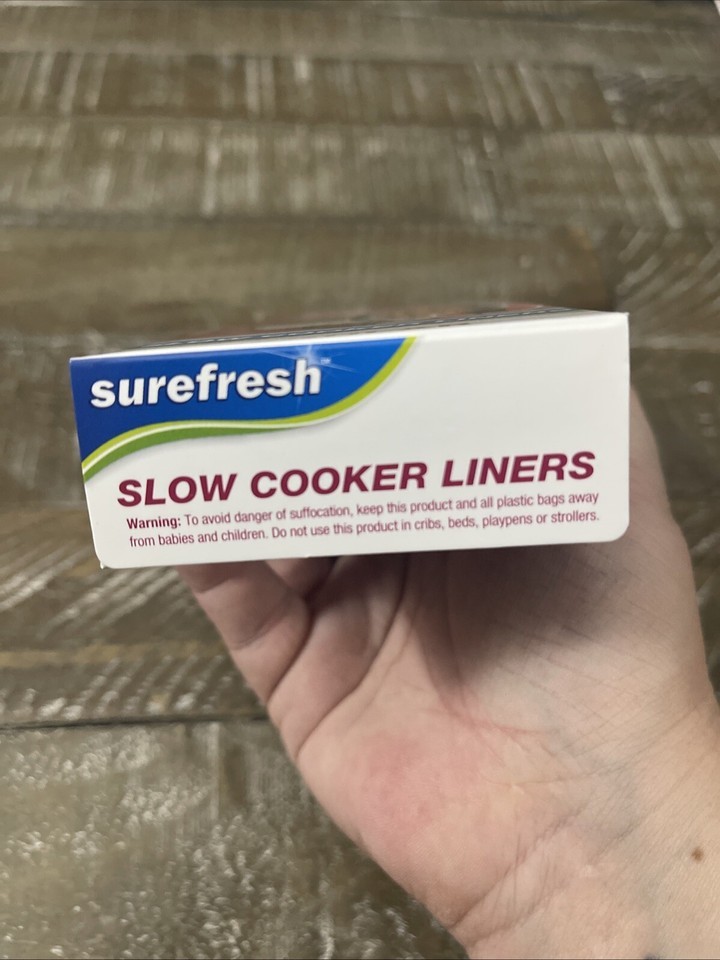 surefresh™
SLOW COOKER LINERS
Warning: To avoid danger of suffocation, keep this product and all plastic bags away
from babies and children. Do not use this product in cribs, beds, playpens or strollers.